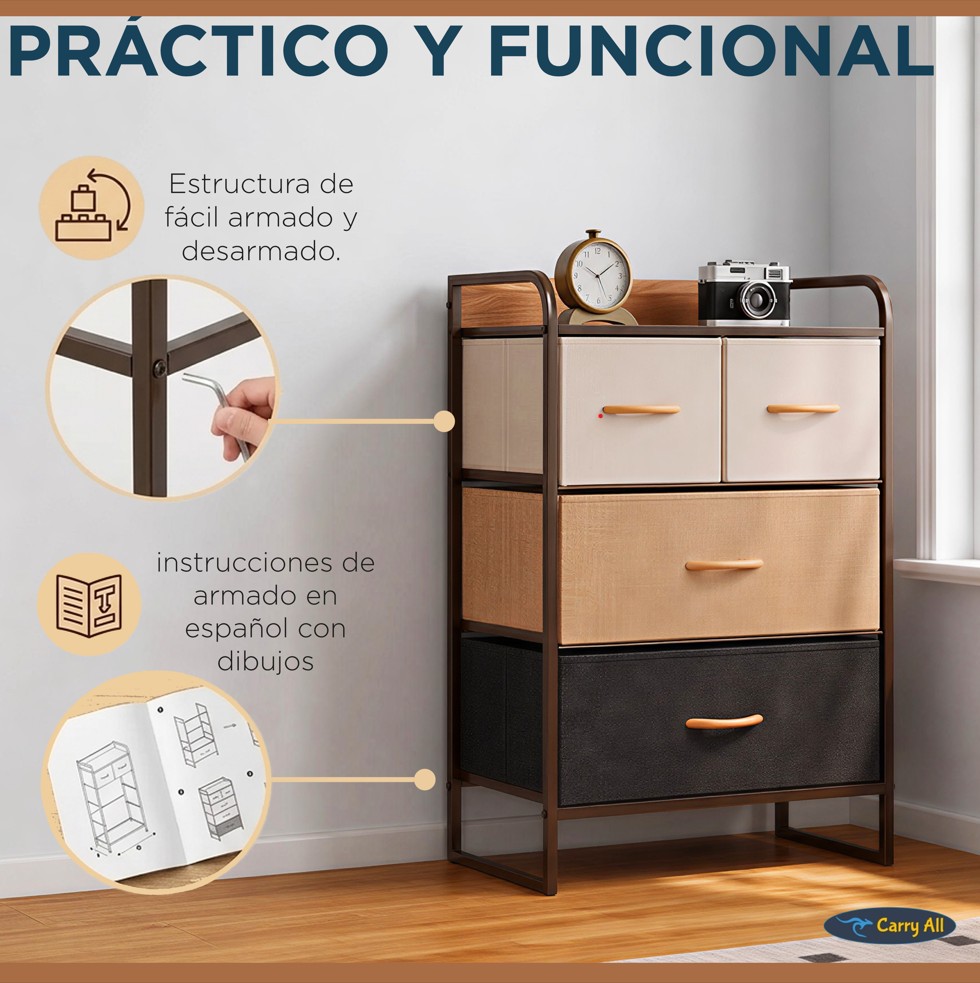 PRÁCTICO Y FUNCIONAL
Estructura de
fácil armado y
desarmado.
instrucciones de
armado en
español con
dibujos
Carry All